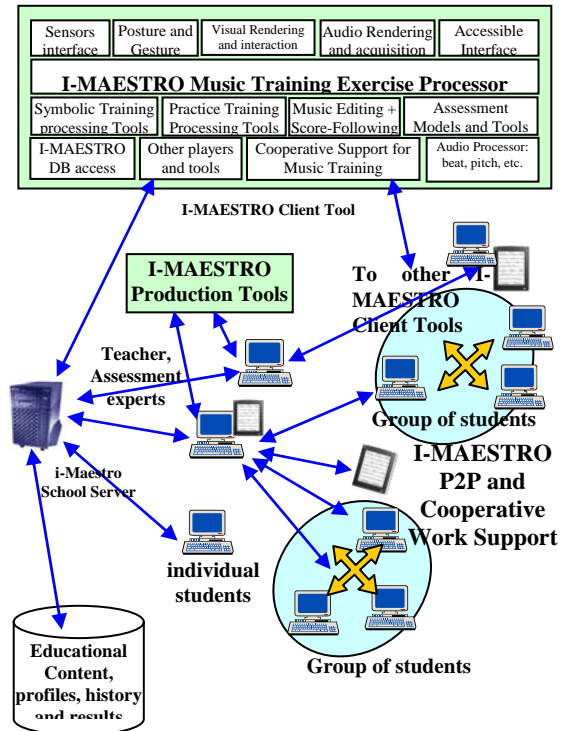 Sensors
interface
Posture and
Gesture
Visual Rendering
and interaction
Audio Rendering
and acquisition
Accessible
Interface
I-MAESTRO Music Training Exercise Processor
Symbolic Training
processing Tools
Practice Training
Processing Tools
Music Editing +
Score-Following
Assessment
Models and Tools
I-MAESTRO
DB access
Other players
and tools
Cooperative Support for
Music Training
Audio Processor:
beat, pitch, etc.
I-MAESTRO Client Tool
I-MAESTRO
Production Tools
To other I-
MAESTRO
Client Tools
Teacher,
Assessment
experts
Group of students
i-Maestro
School Server
I-MAESTRO
P2P and
Cooperative
Work Support
individual
students
Group of students
Educational
Content,
profiles, history
and results